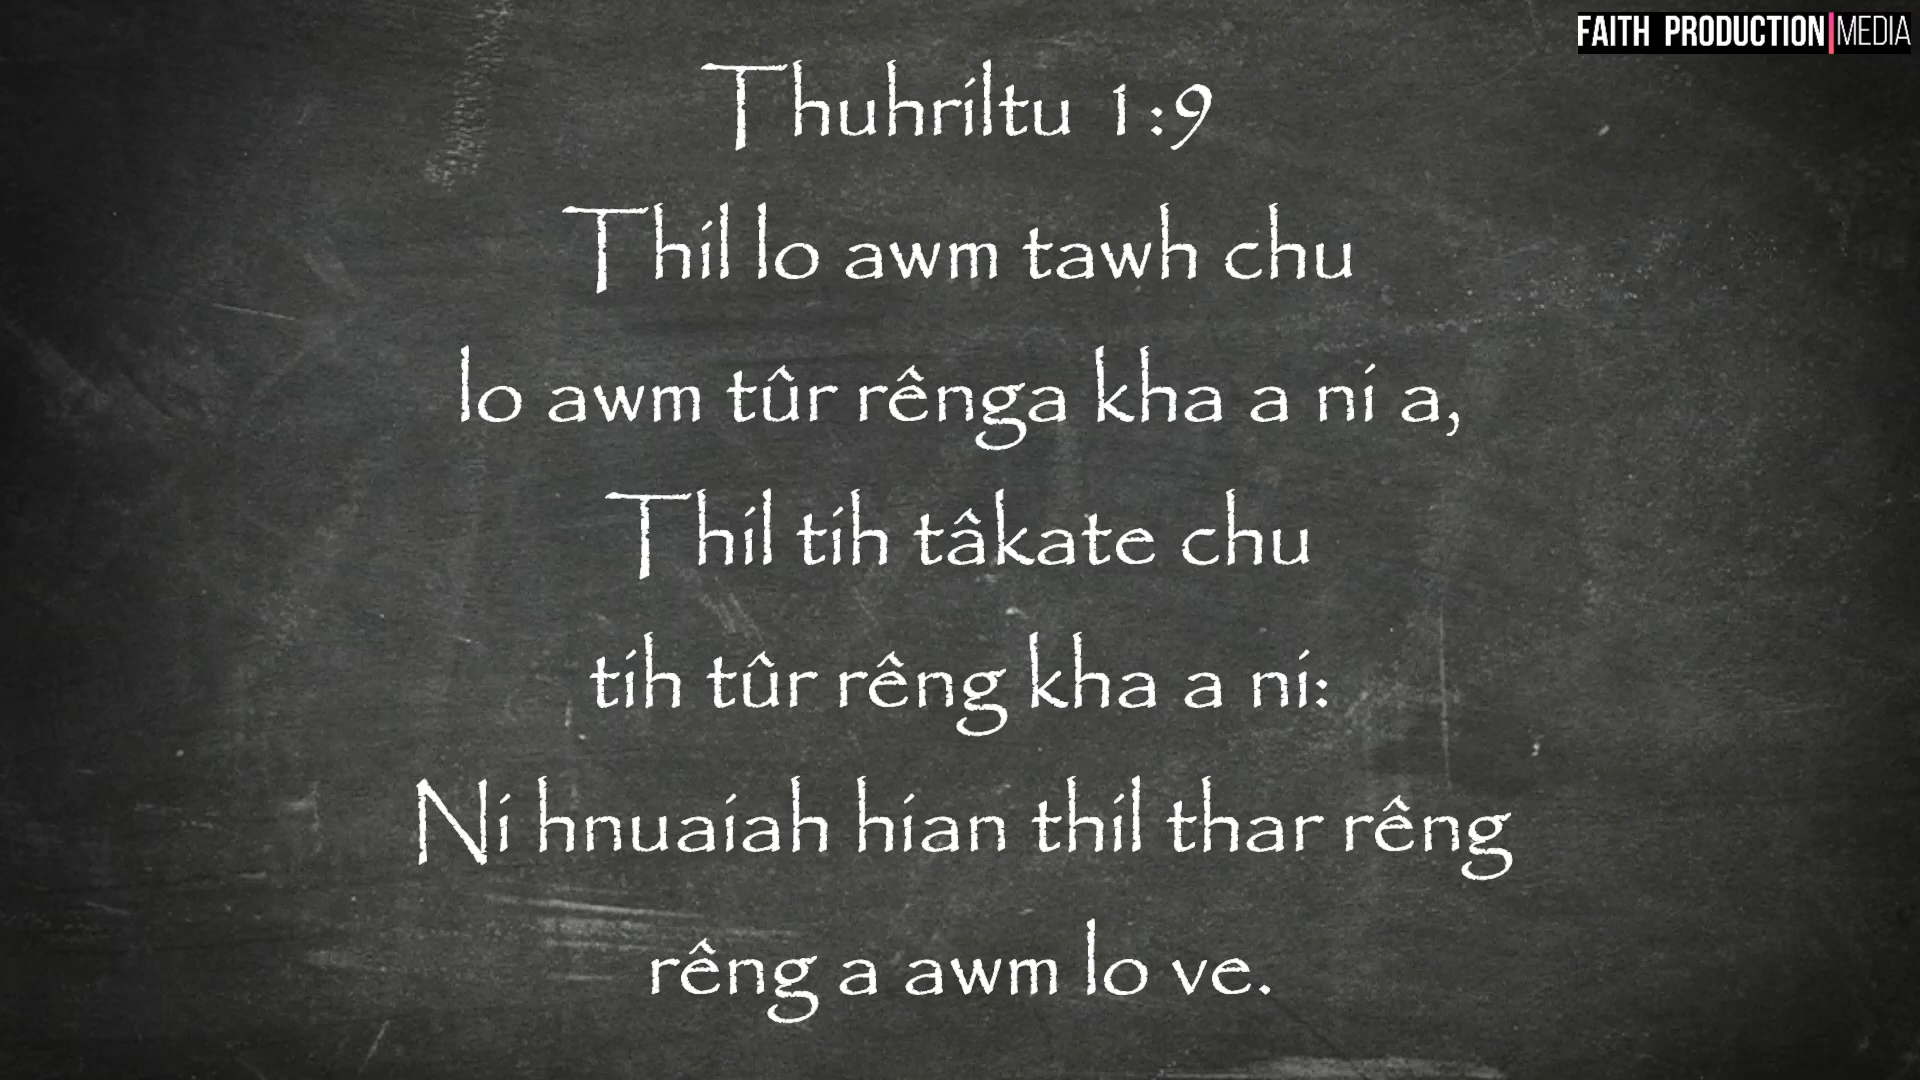 FAITH PRODUCTION|MEDIA
Thuhriltu 1:9
Thil lo awm tawh chu
lo awm tûr rênga kha a ni a,
Thil tih tâkate chu
tih tûr rêng kha a ni:
Ni hnuaiah hian thil thar rêng
rêng a awm lo ve.